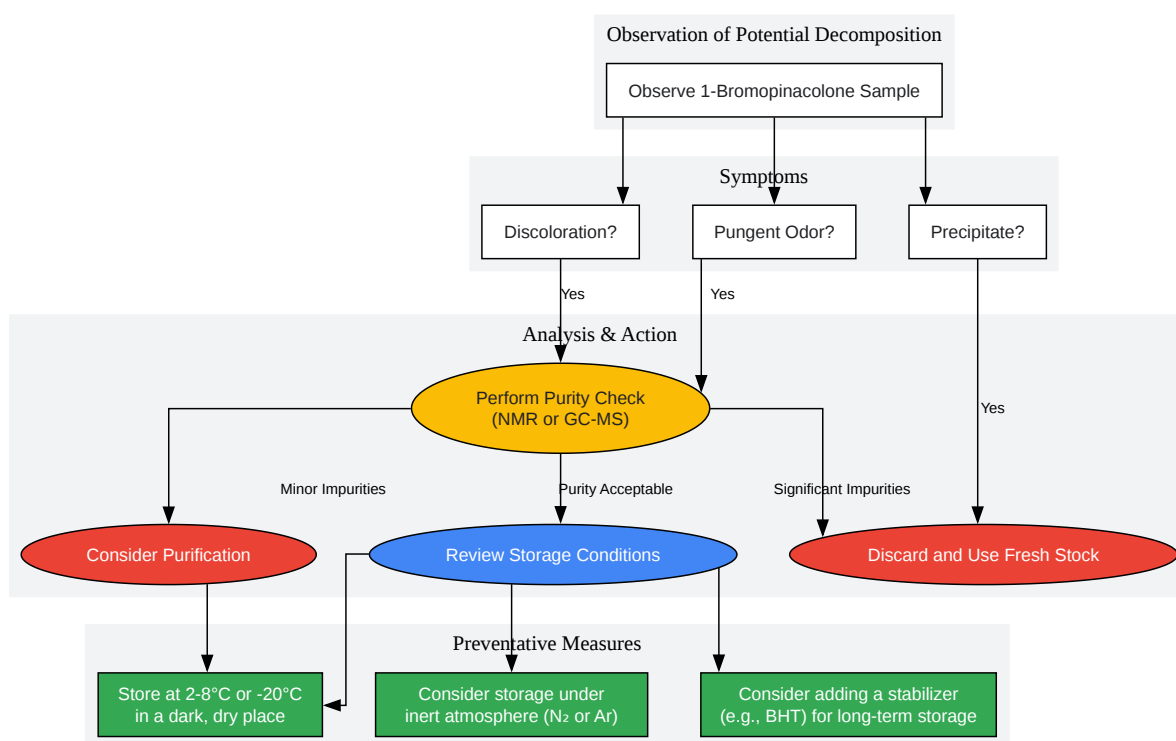 Observation of Potential Decomposition
Observe 1-Bromopinacolone Sample
Symptoms
Discoloration?
Pungent Odor?
Precipitate?
Yes
Yes
Analysis & Action
Perform Purity Check
(NMR or GC-MS)
Yes
Minor Impurities
Purity Acceptable
Significant Impurities
Consider Purification
Review Storage Conditions
Discard and Use Fresh Stock
Preventative Measures
Store at 2-8°C or -20°C
in a dark, dry place
Consider storage under
inert atmosphere (N₂ or Ar)
Consider adding a stabilizer
(e.g., BHT) for long-term storage